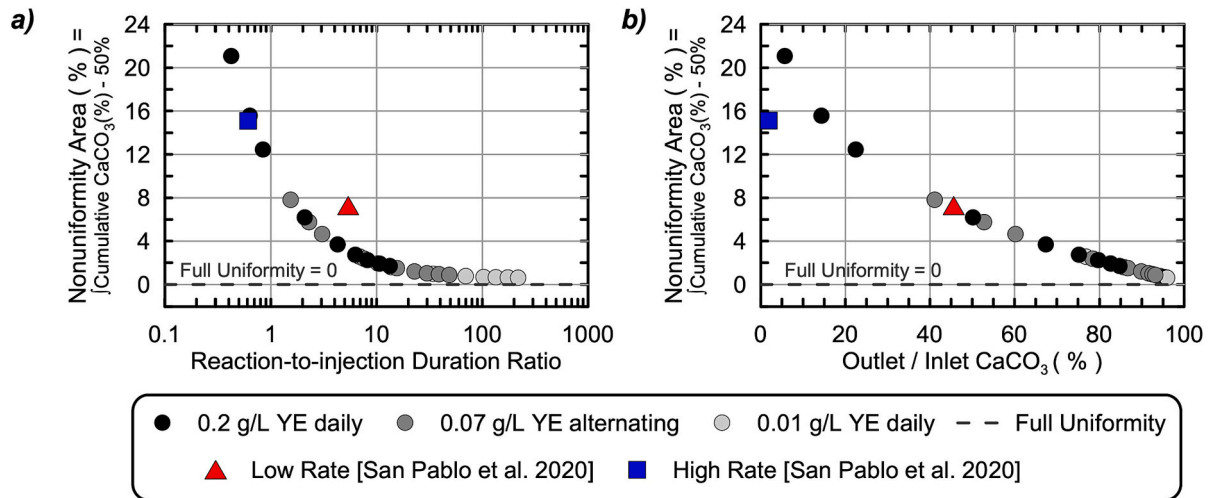 a)
Nonuniformity Area ( % ) =
∫Cumulative CaCO3(%) - 50%
24
20
16
12
8
4
0
Full Uniformity = 0
0.1 1 10 100 1000
Reaction-to-injection Duration Ratio
b)
Nonuniformity Area ( % ) =
∫Cumulative CaCO3(%) - 50%
24
20
16
12
8
4
0
Full Uniformity = 0
0 20 40 60 80 100
Outlet / Inlet CaCO3 ( % )
0.2 g/L YE daily 0.07 g/L YE alternating 0.01 g/L YE daily Full Uniformity
Low Rate [San Pablo et al. 2020] High Rate [San Pablo et al. 2020]